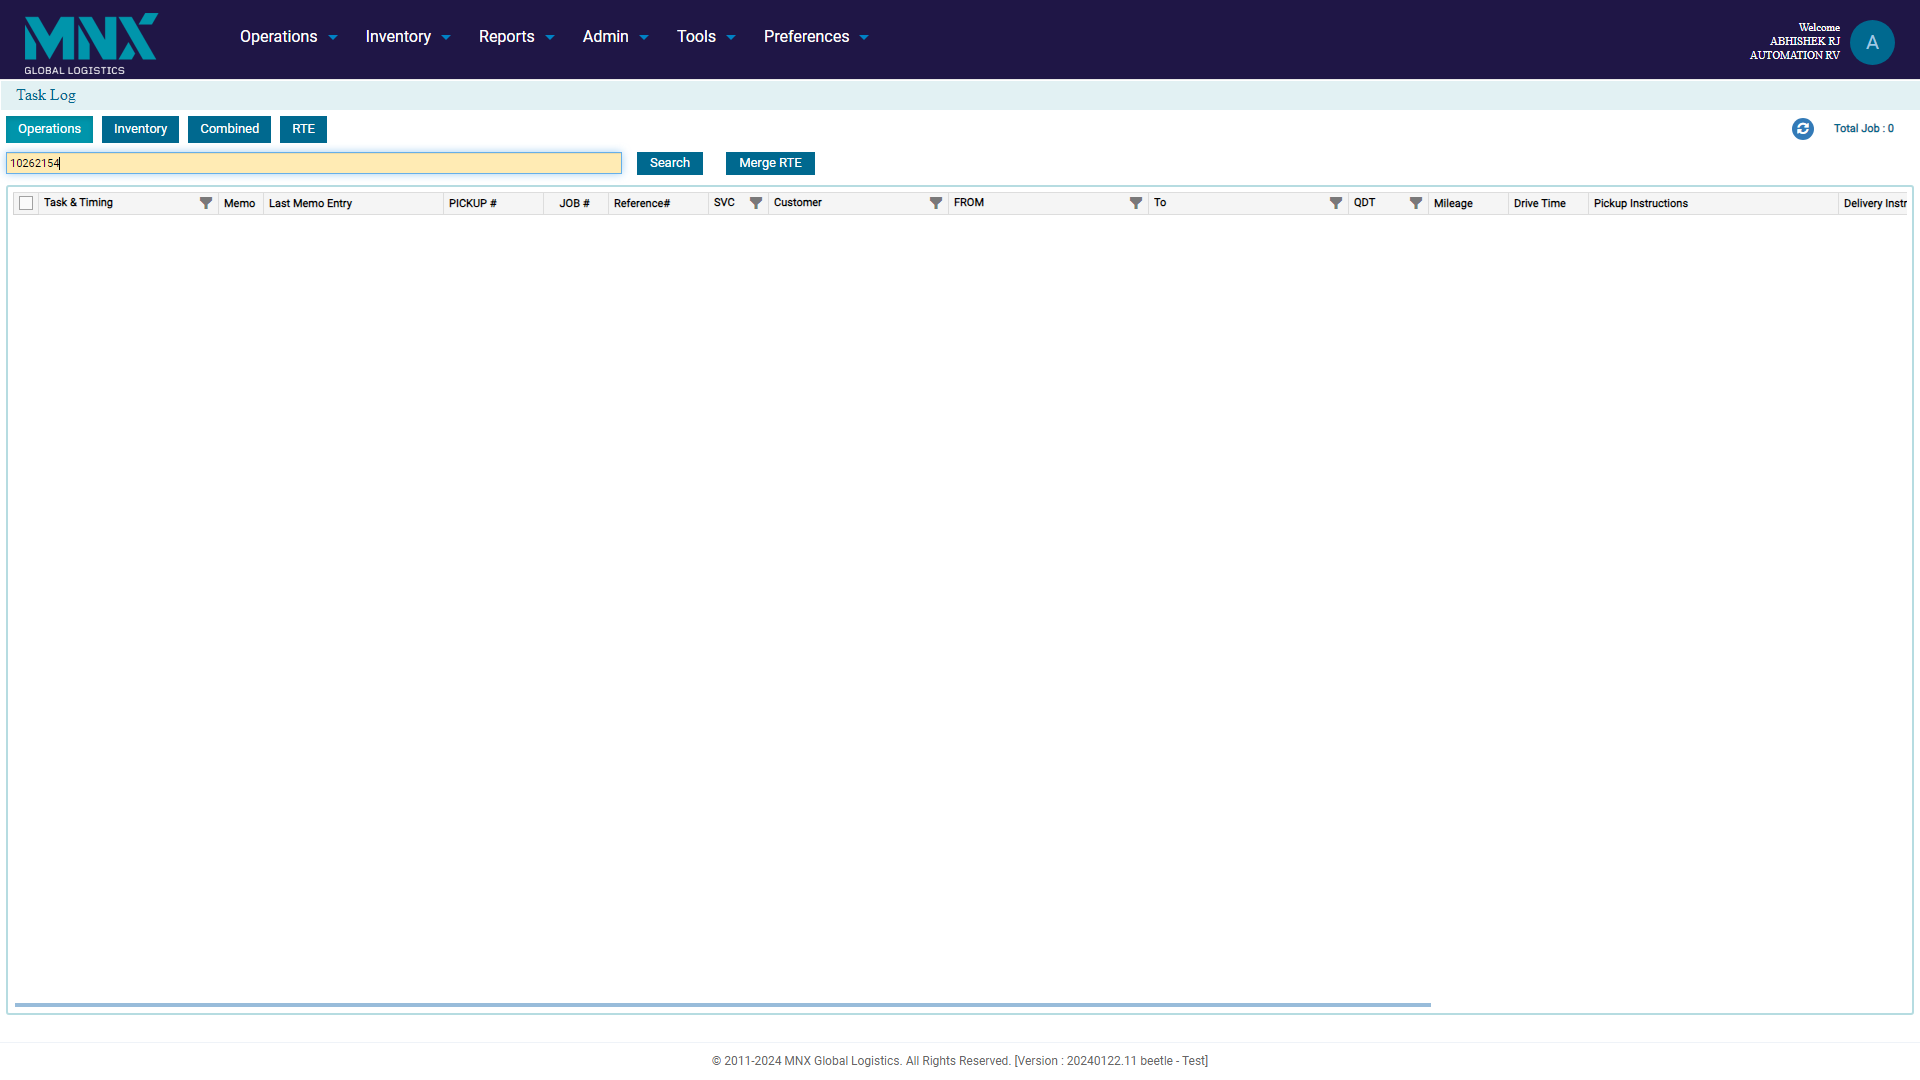 MNX
GLOBAL LOGISTICS
Operations Inventory Reports Admin Tools Preferences
Welcome
ABHISHEK RJ
AUTOMATION RV
A
Task Log
Operations Inventory Combined RTE
Total Job : 0
10262154
Search Merge RTE
Task & Timing Memo Last Memo Entry PICKUP # JOB # Reference# SVC Customer FROM To QDT Mileage Drive Time Pickup Instructions Delivery Instr
© 2011-2024 MNX Global Logistics. All Rights Reserved. [Version : 20240122.11 beetle - Test]